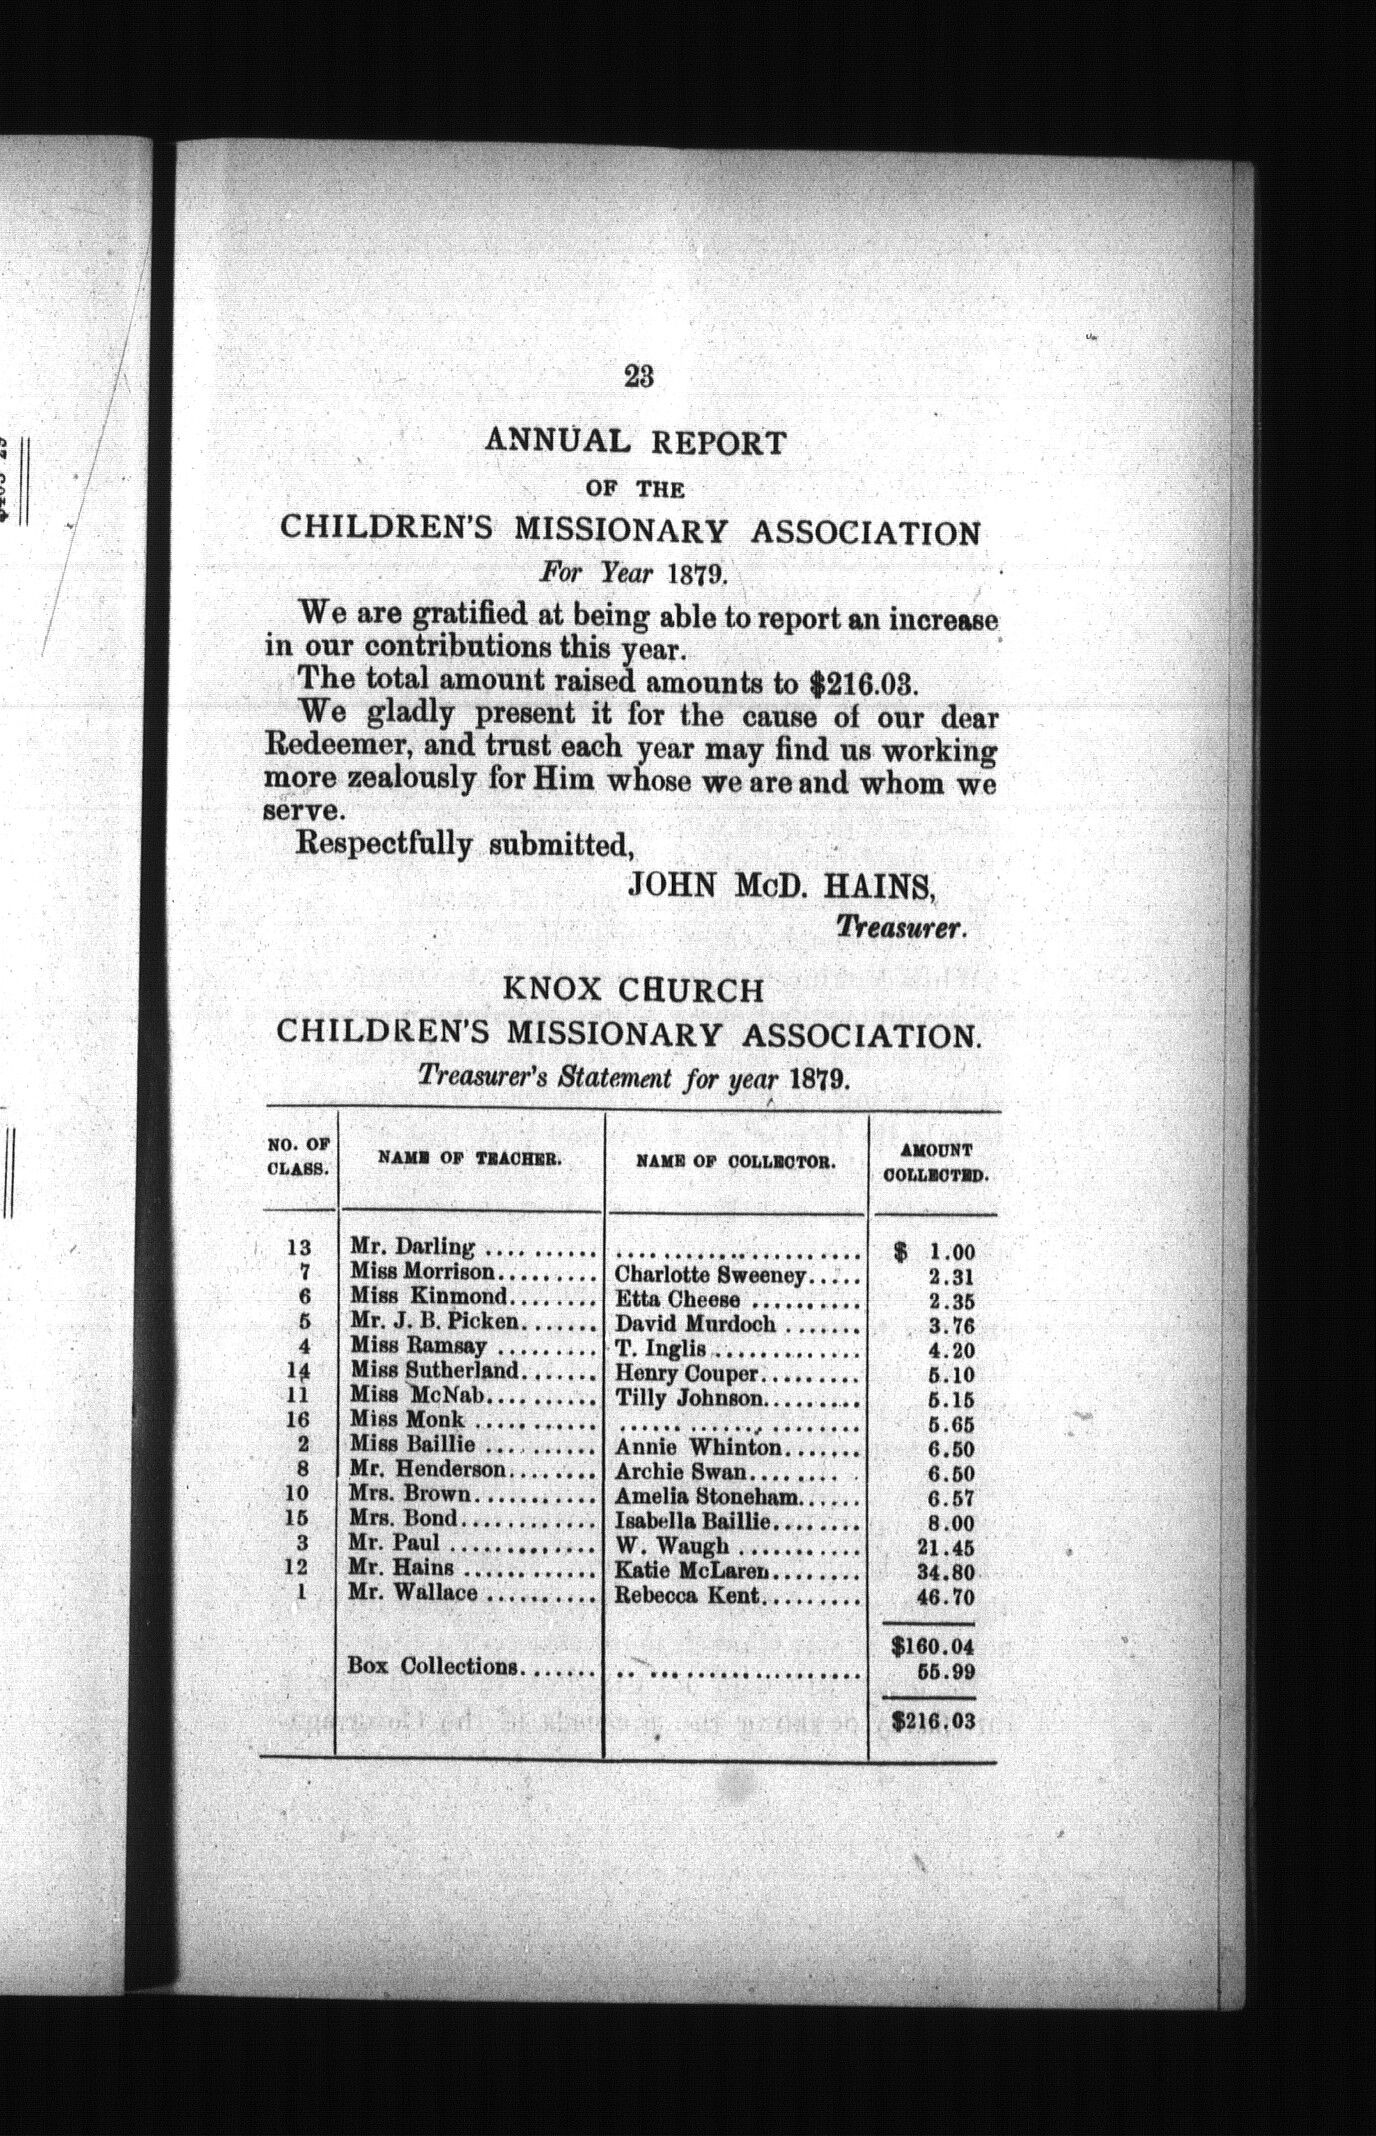 23
ANNUAL REPORT
OF THE
CHILDREN'S MISSIONARY ASSOCIATION
For Year 1879.
We are gratified at being able to report an increase
in our contributions this year.
The total amount raised amounts to $216.03.
We gladly present it for the cause of our dear
Redeemer, and trust each year may find us working
more zealously for Him whose we are and whom we
serve.
Respectfully submitted,
JOHN McD. HAINS,
Treasurer.
KNOX CHURCH
CHILDREN'S MISSIONARY ASSOCIATION.
Treasurer's Statement for year 1879.
NO. OF CLASS. NAME OF TEACHER. NAME OF COLLECTOR. AMOUNT COLLECTED.
13 Mr. Darling .......... ...................... $ 1.00
7 Miss Morrison......... Charlotte Sweeney..... 2.31
6 Miss Kinmond........ Etta Cheese .......... 2.35
5 Mr. J. B. Picken....... David Murdoch ....... 3.76
4 Miss Ramsay ......... T. Inglis ............. 4.20
14 Miss Sutherland....... Henry Couper......... 5.10
11 Miss McNab.......... Tilly Johnson......... 5.15
16 Miss Monk ........... ...................... 5.65
2 Miss Baillie .......... Annie Whinton....... 6.50
8 Mr. Henderson........ Archie Swan......... 6.50
10 Mrs. Brown........... Amelia Stoneham...... 6.57
15 Mrs. Bond............ Isabella Baillie........ 8.00
3 Mr. Paul ............. W. Waugh ........... 21.45
12 Mr. Hains ............ Katie McLaren........ 34.80
1 Mr. Wallace .......... Rebecca Kent......... 46.70
$160.04
Box Collections....... ...................... 55.99
$216.03